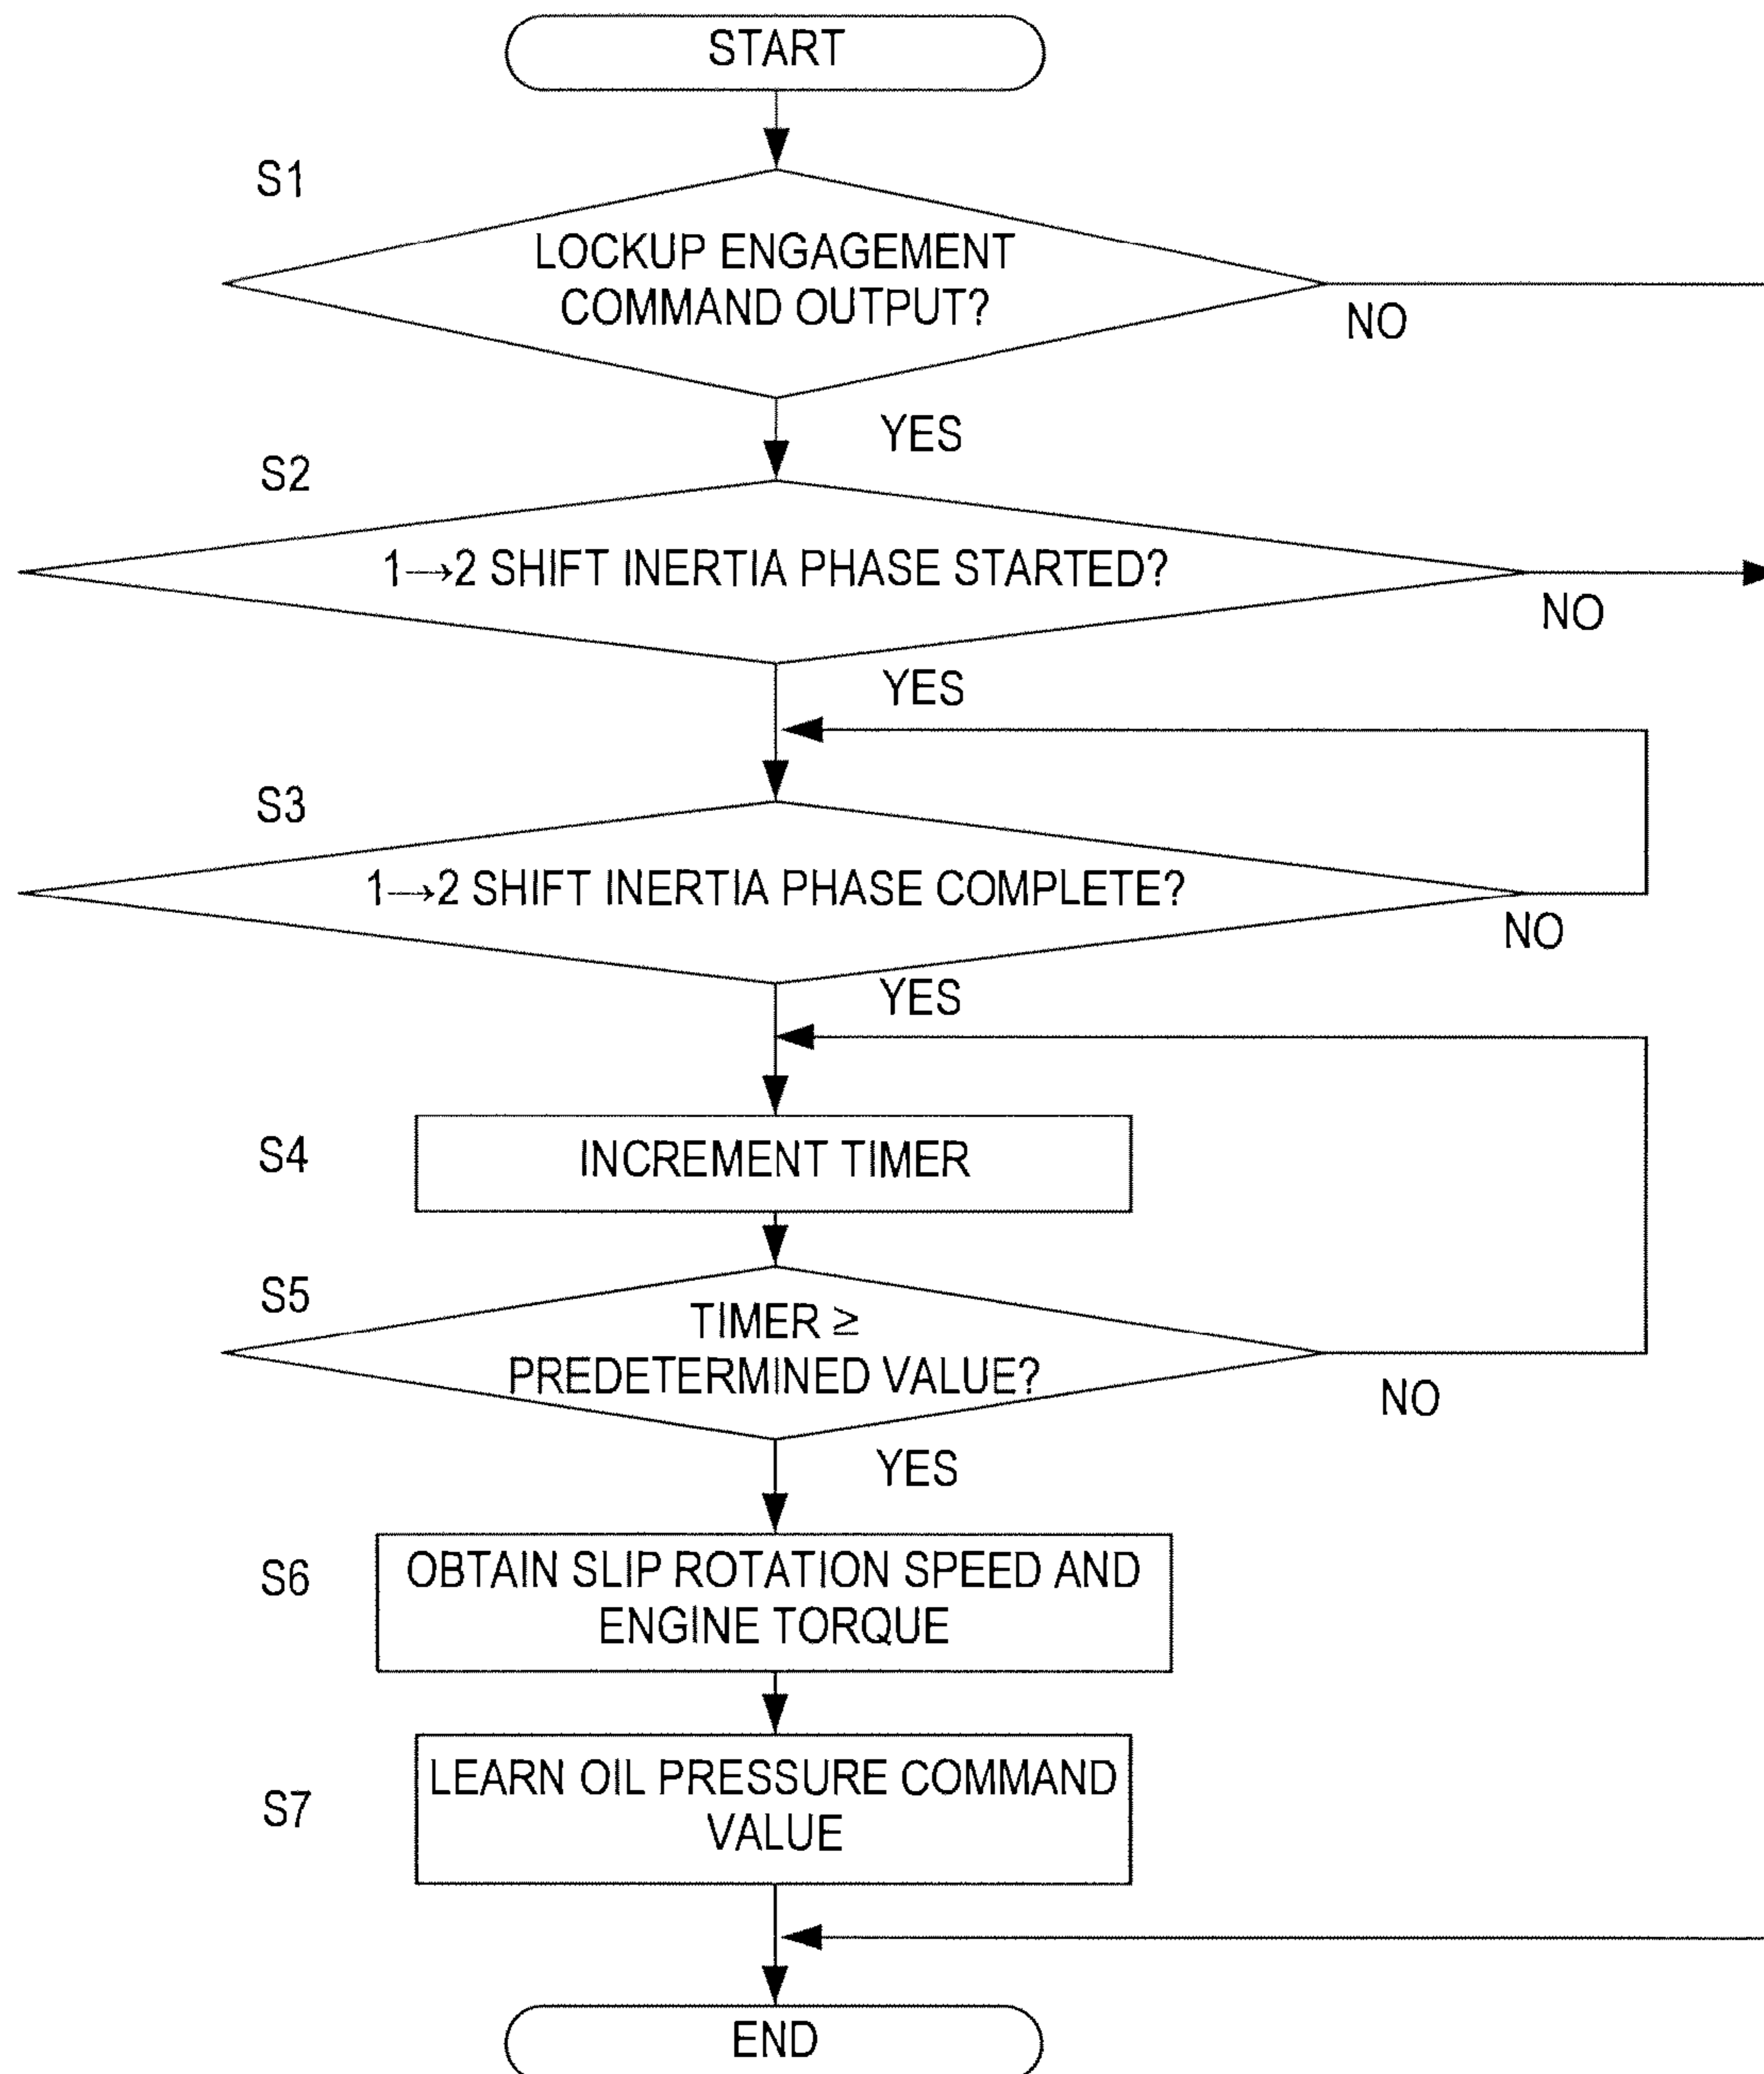 START
S1
LOCKUP ENGAGEMENT
COMMAND OUTPUT?
NO
YES
S2
1→2 SHIFT INERTIA PHASE STARTED?
NO
YES
S3
1→2 SHIFT INERTIA PHASE COMPLETE?
NO
YES
S4
INCREMENT TIMER
S5
TIMER ≥
PREDETERMINED VALUE?
NO
YES
S6
OBTAIN SLIP ROTATION SPEED AND
ENGINE TORQUE
S7
LEARN OIL PRESSURE COMMAND
VALUE
END